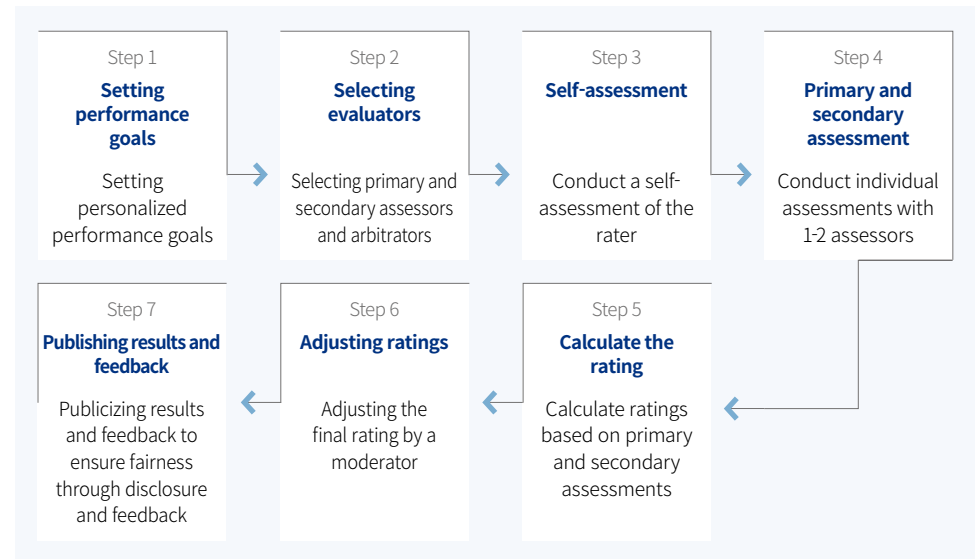 Step 1
Setting
performance
goals
Setting
personalized
performance goals
Step 2
Selecting
evaluators
Selecting primary and
secondary assessors
and arbitrators
Step 3
Self-assessment
Conduct a self-
assessment of the
rater
Step 4
Primary and
secondary
assessment
Conduct individual
assessments with
1-2 assessors
Step 5
Calculate the
rating
Calculate ratings
based on primary
and secondary
assessments
Step 6
Adjusting ratings
Adjusting the
final rating by a
moderator
Step 7
Publishing results and
feedback
Publicizing results
and feedback to
ensure fairness
through disclosure
and feedback